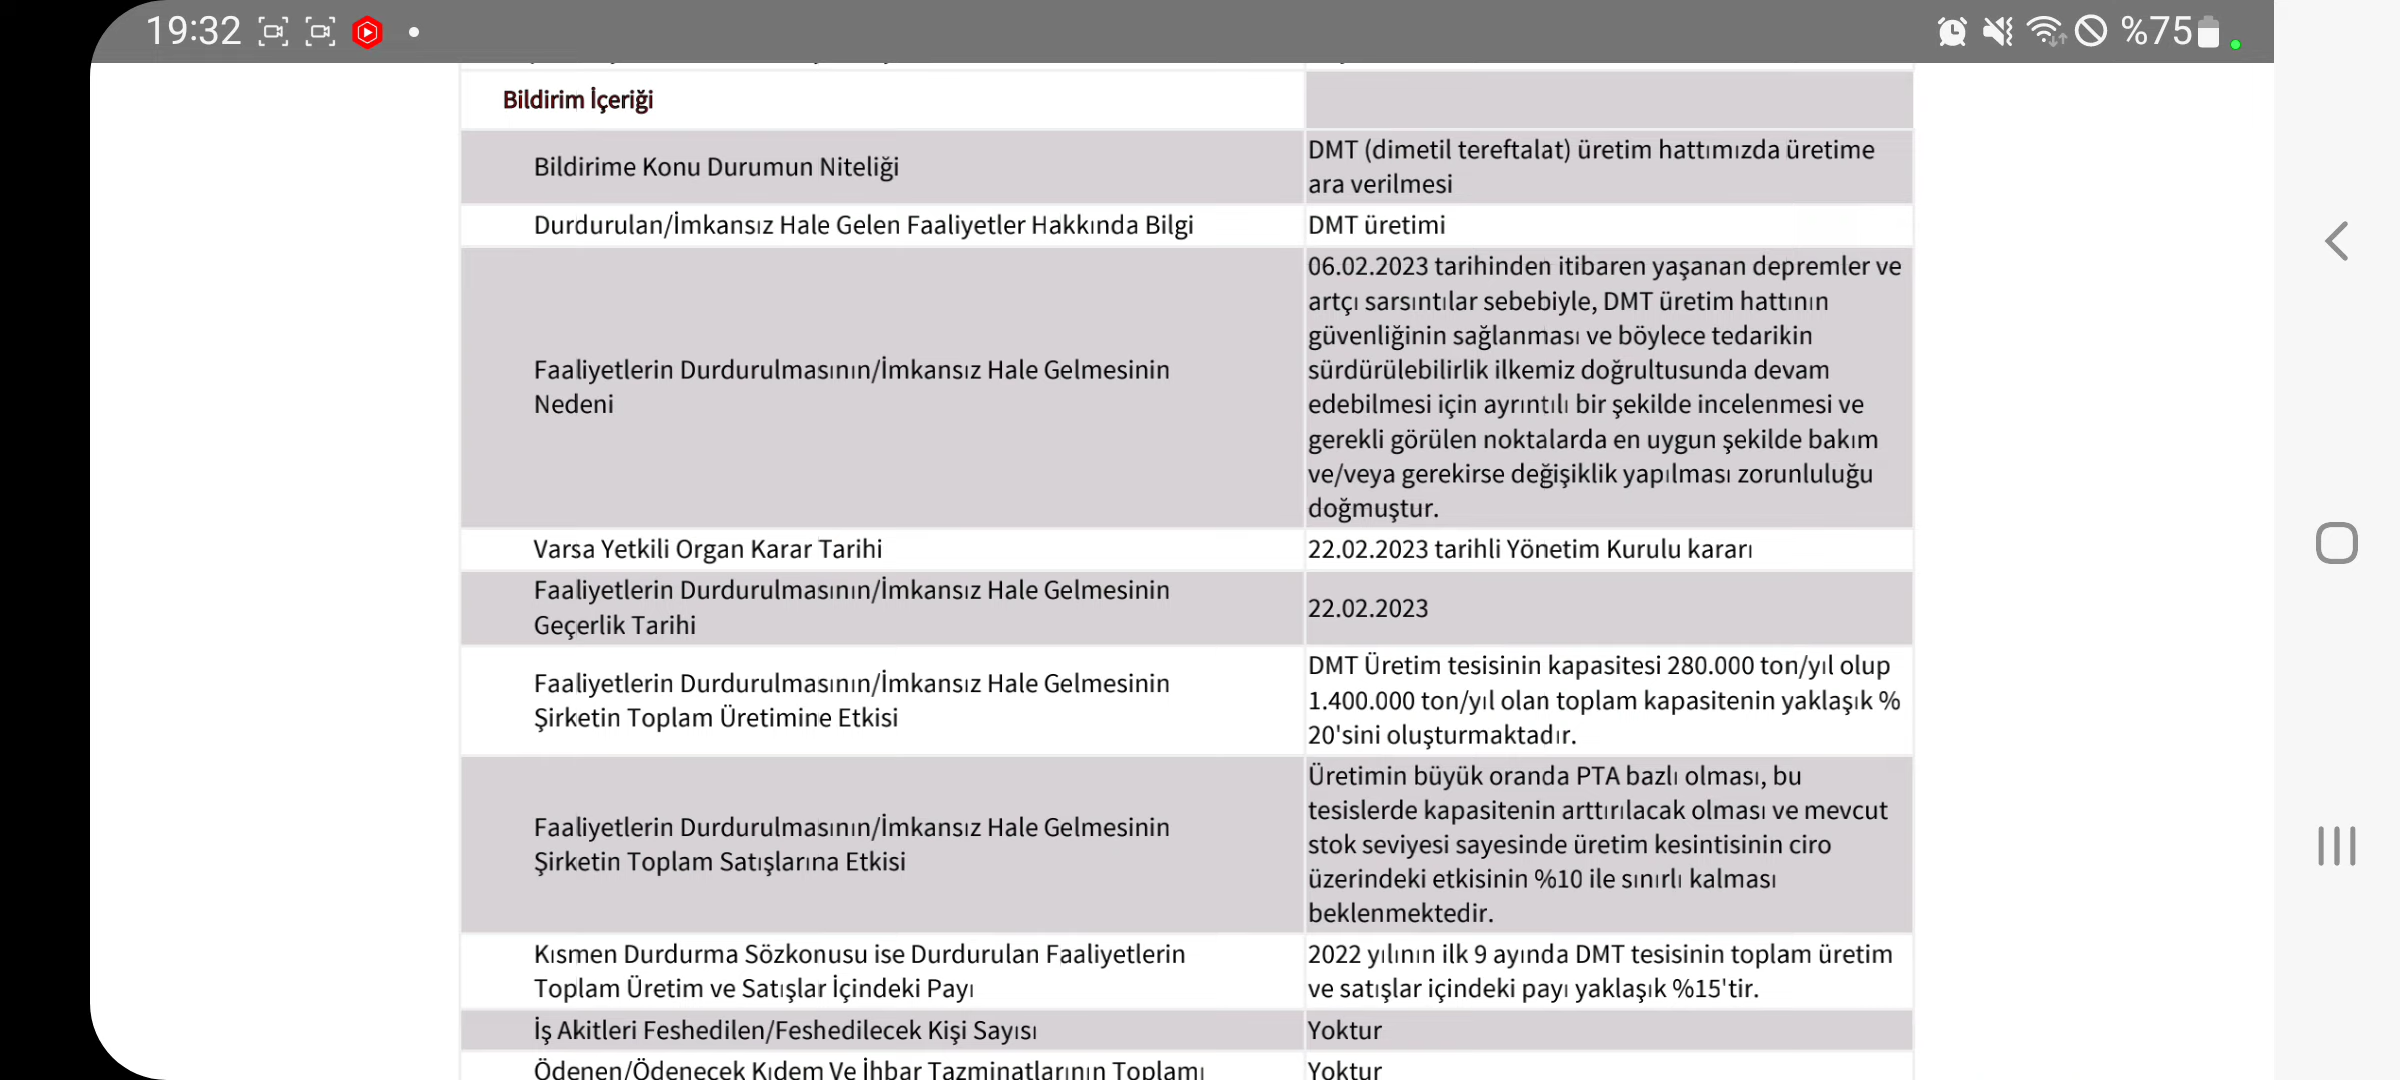 19:32
%75
Bildirim İçeriği
Bildirime Konu Durumun Niteliği
DMT (dimetil tereftalat) üretim hattımızda üretime
ara verilmesi
Durdurulan/İmkansız Hale Gelen Faaliyetler Hakkında Bilgi
DMT üretimi
Faaliyetlerin Durdurulmasının/İmkansız Hale Gelmesinin
Nedeni
06.02.2023 tarihinden itibaren yaşanan depremler ve
artçı sarsıntılar sebebiyle, DMT üretim hattının
güvenliğinin sağlanması ve böylece tedarikin
sürdürülebilirlik ilkemiz doğrultusunda devam
edebilmesi için ayrıntılı bir şekilde incelenmesi ve
gerekli görülen noktalarda en uygun şekilde bakım
ve/veya gerekirse değişiklik yapılması zorunluluğu
doğmuştur.
Varsa Yetkili Organ Karar Tarihi
22.02.2023 tarihli Yönetim Kurulu kararı
Faaliyetlerin Durdurulmasının/İmkansız Hale Gelmesinin
Geçerlik Tarihi
22.02.2023
Faaliyetlerin Durdurulmasının/İmkansız Hale Gelmesinin
Şirketin Toplam Üretimine Etkisi
DMT Üretim tesisinin kapasitesi 280.000 ton/yıl olup
1.400.000 ton/yıl olan toplam kapasitenin yaklaşık %
20'sini oluşturmaktadır.
Faaliyetlerin Durdurulmasının/İmkansız Hale Gelmesinin
Şirketin Toplam Satışlarına Etkisi
Üretimin büyük oranda PTA bazlı olması, bu
tesislerde kapasitenin arttırılacak olması ve mevcut
stok seviyesi sayesinde üretim kesintisinin ciro
üzerindeki etkisinin %10 ile sınırlı kalması
beklenmektedir.
Kısmen Durdurma Sözkonusu ise Durdurulan Faaliyetlerin
Toplam Üretim ve Satışlar İçindeki Payı
2022 yılının ilk 9 ayında DMT tesisinin toplam üretim
ve satışlar içindeki payı yaklaşık %15'tir.
İş Akitleri Feshedilen/Feshedilecek Kişi Sayısı
Yoktur
Ödenen/Ödenecek Kıdem Ve İhbar Tazminatlarının Toplamı
Yoktur